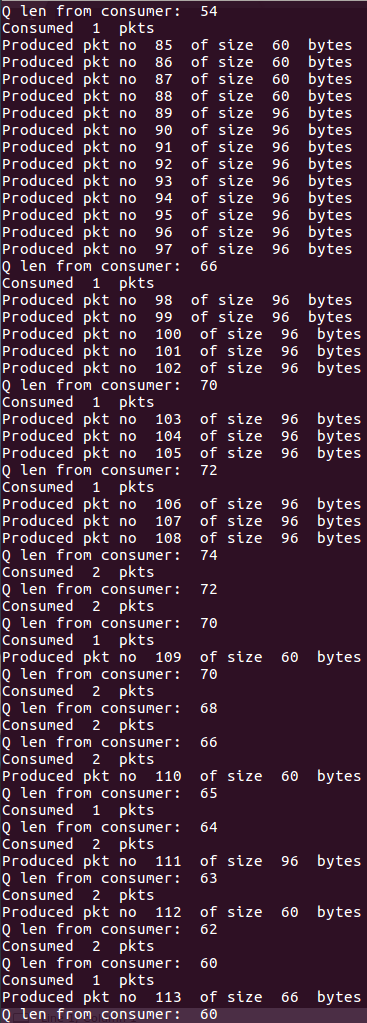 Q len from consumer:  54
Consumed  1  pkts
Produced pkt no  85  of size  60  bytes
Produced pkt no  86  of size  60  bytes
Produced pkt no  87  of size  60  bytes
Produced pkt no  88  of size  60  bytes
Produced pkt no  89  of size  96  bytes
Produced pkt no  90  of size  96  bytes
Produced pkt no  91  of size  96  bytes
Produced pkt no  92  of size  96  bytes
Produced pkt no  93  of size  96  bytes
Produced pkt no  94  of size  96  bytes
Produced pkt no  95  of size  96  bytes
Produced pkt no  96  of size  96  bytes
Produced pkt no  97  of size  96  bytes
Q len from consumer:  66
Consumed  1  pkts
Produced pkt no  98  of size  96  bytes
Produced pkt no  99  of size  96  bytes
Produced pkt no  100  of size  96  bytes
Produced pkt no  101  of size  96  bytes
Produced pkt no  102  of size  96  bytes
Q len from consumer:  70
Consumed  1  pkts
Produced pkt no  103  of size  96  bytes
Produced pkt no  104  of size  96  bytes
Produced pkt no  105  of size  96  bytes
Q len from consumer:  72
Consumed  1  pkts
Produced pkt no  106  of size  96  bytes
Produced pkt no  107  of size  96  bytes
Produced pkt no  108  of size  96  bytes
Q len from consumer:  74
Consumed  2  pkts
Q len from consumer:  72
Consumed  2  pkts
Q len from consumer:  70
Consumed  1  pkts
Produced pkt no  109  of size  60  bytes
Q len from consumer:  70
Consumed  2  pkts
Q len from consumer:  68
Consumed  2  pkts
Q len from consumer:  66
Consumed  2  pkts
Produced pkt no  110  of size  60  bytes
Q len from consumer:  65
Consumed  1  pkts
Q len from consumer:  64
Consumed  2  pkts
Produced pkt no  111  of size  96  bytes
Q len from consumer:  63
Consumed  2  pkts
Produced pkt no  112  of size  60  bytes
Q len from consumer:  62
Consumed  2  pkts
Q len from consumer:  60
Consumed  1  pkts
Produced pkt no  113  of size  66  bytes
Q len from consumer:  60